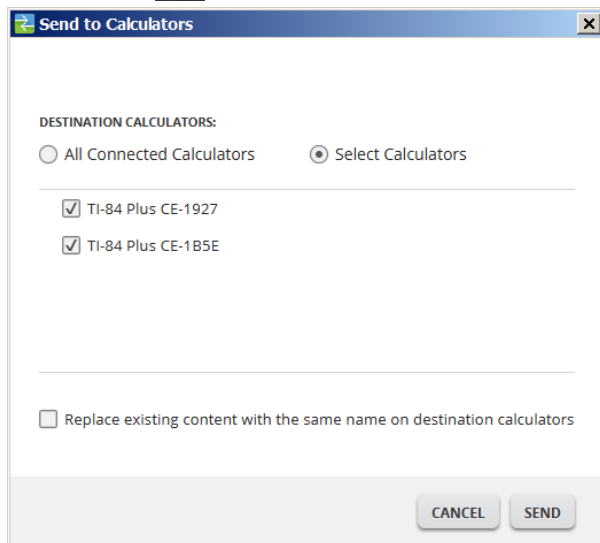 Send to Calculators
DESTINATION CALCULATORS:
All Connected Calculators Select Calculators
TI-84 Plus CE-1927
TI-84 Plus CE-1B5E
Replace existing content with the same name on destination calculators
CANCEL SEND